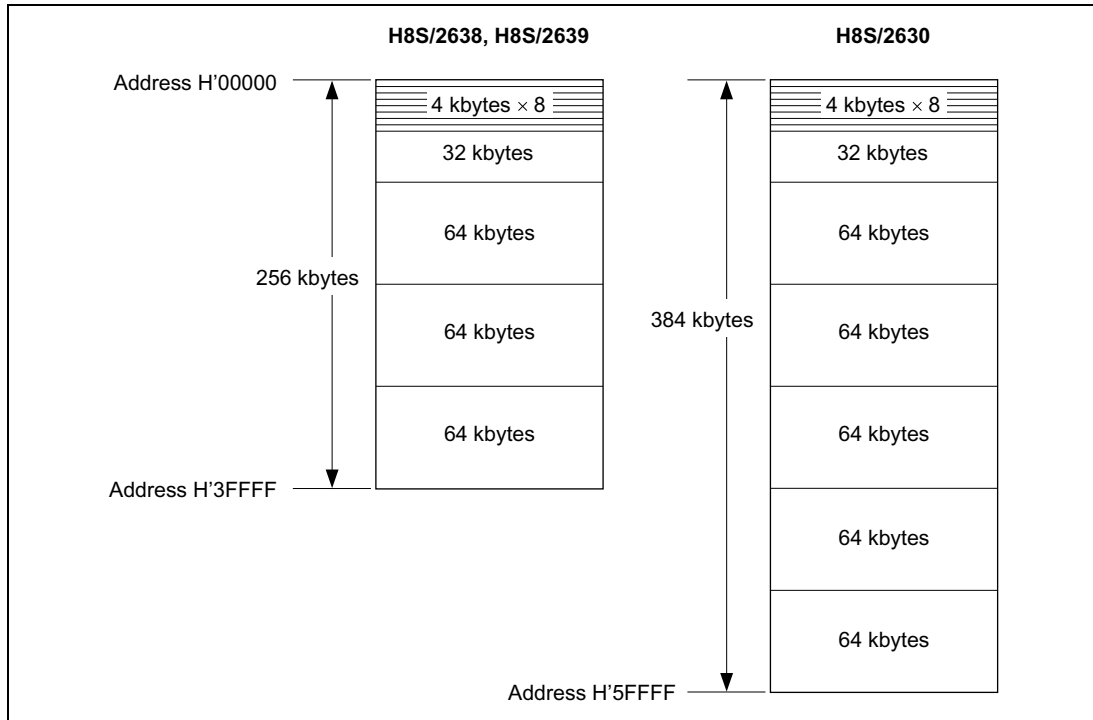 H8S/2638, H8S/2639
H8S/2630
Address H'00000
4 kbytes × 8
4 kbytes × 8
32 kbytes
32 kbytes
64 kbytes
64 kbytes
256 kbytes
64 kbytes
64 kbytes
384 kbytes
64 kbytes
64 kbytes
Address H'3FFFF
64 kbytes
64 kbytes
Address H'5FFFF